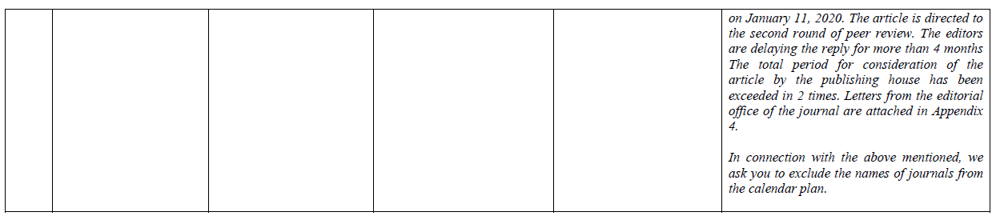 on January 11, 2020. The article is directed to
the second round of peer review. The editors
are delaying the reply for more than 4 months
The total period for consideration of the
article by the publishing house has been
exceeded in 2 times. Letters from the editorial
office of the journal are attached in Appendix
4.
In connection with the above mentioned, we
ask you to exclude the names of journals from
the calendar plan.